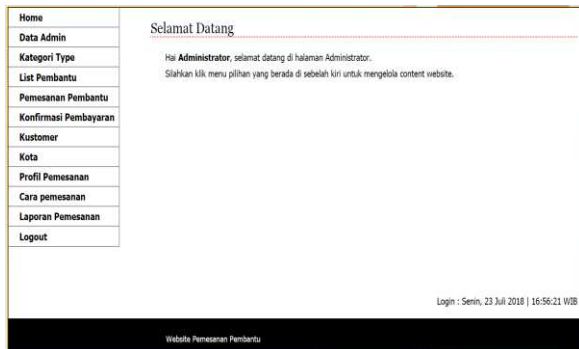 Home
Data Admin
Kategori Type
List Pembantu
Pemesanan Pembantu
Konfirmasi Pembayaran
Kustomer
Kota
Profil Pemesanan
Cara pemesanan
Laporan Pemesanan
Logout
Selamat Datang
Hai Administrator, selamat datang di halaman Administrator.
Silahkan klik menu pilihan yang berada di sebelah kiri untuk mengelola content website.
Login : Senin, 23 Juli 2018 | 16:56:21 WIB
Website Pemesanan Pembantu